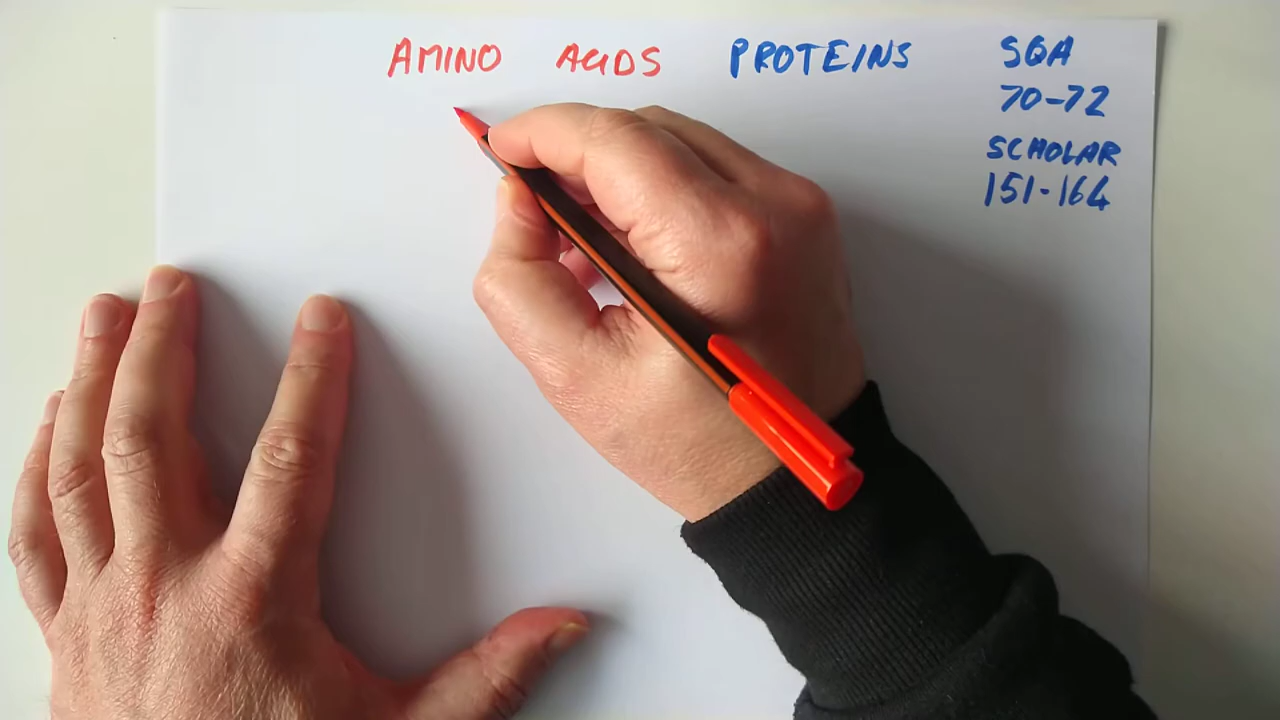 AMINO ACIDS PROTEINS
SQA
70-72
SCHOLAR
151-164